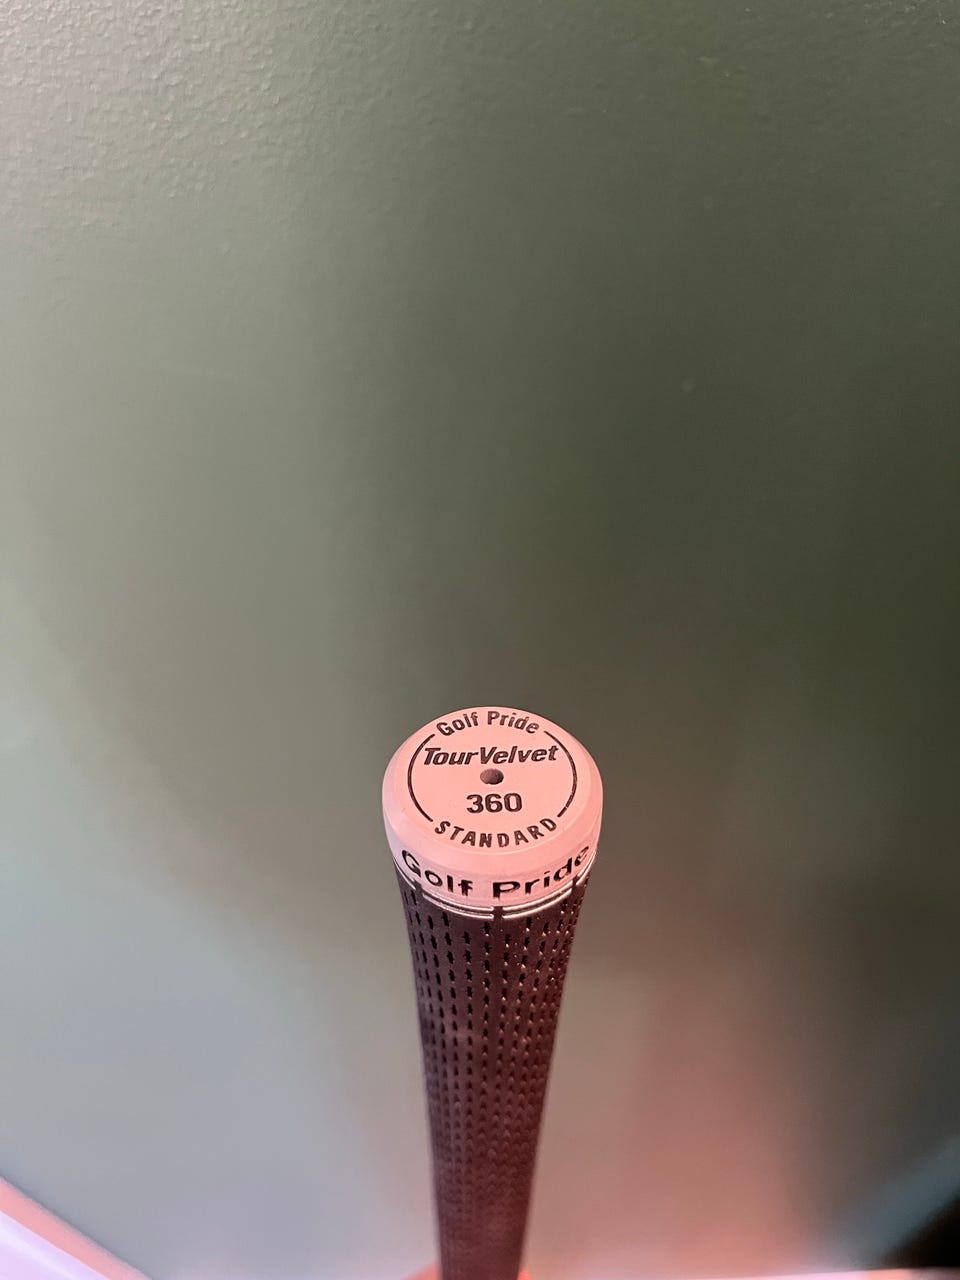 Golf Pride
TourVelvet
360
STANDARD
Golf Pride